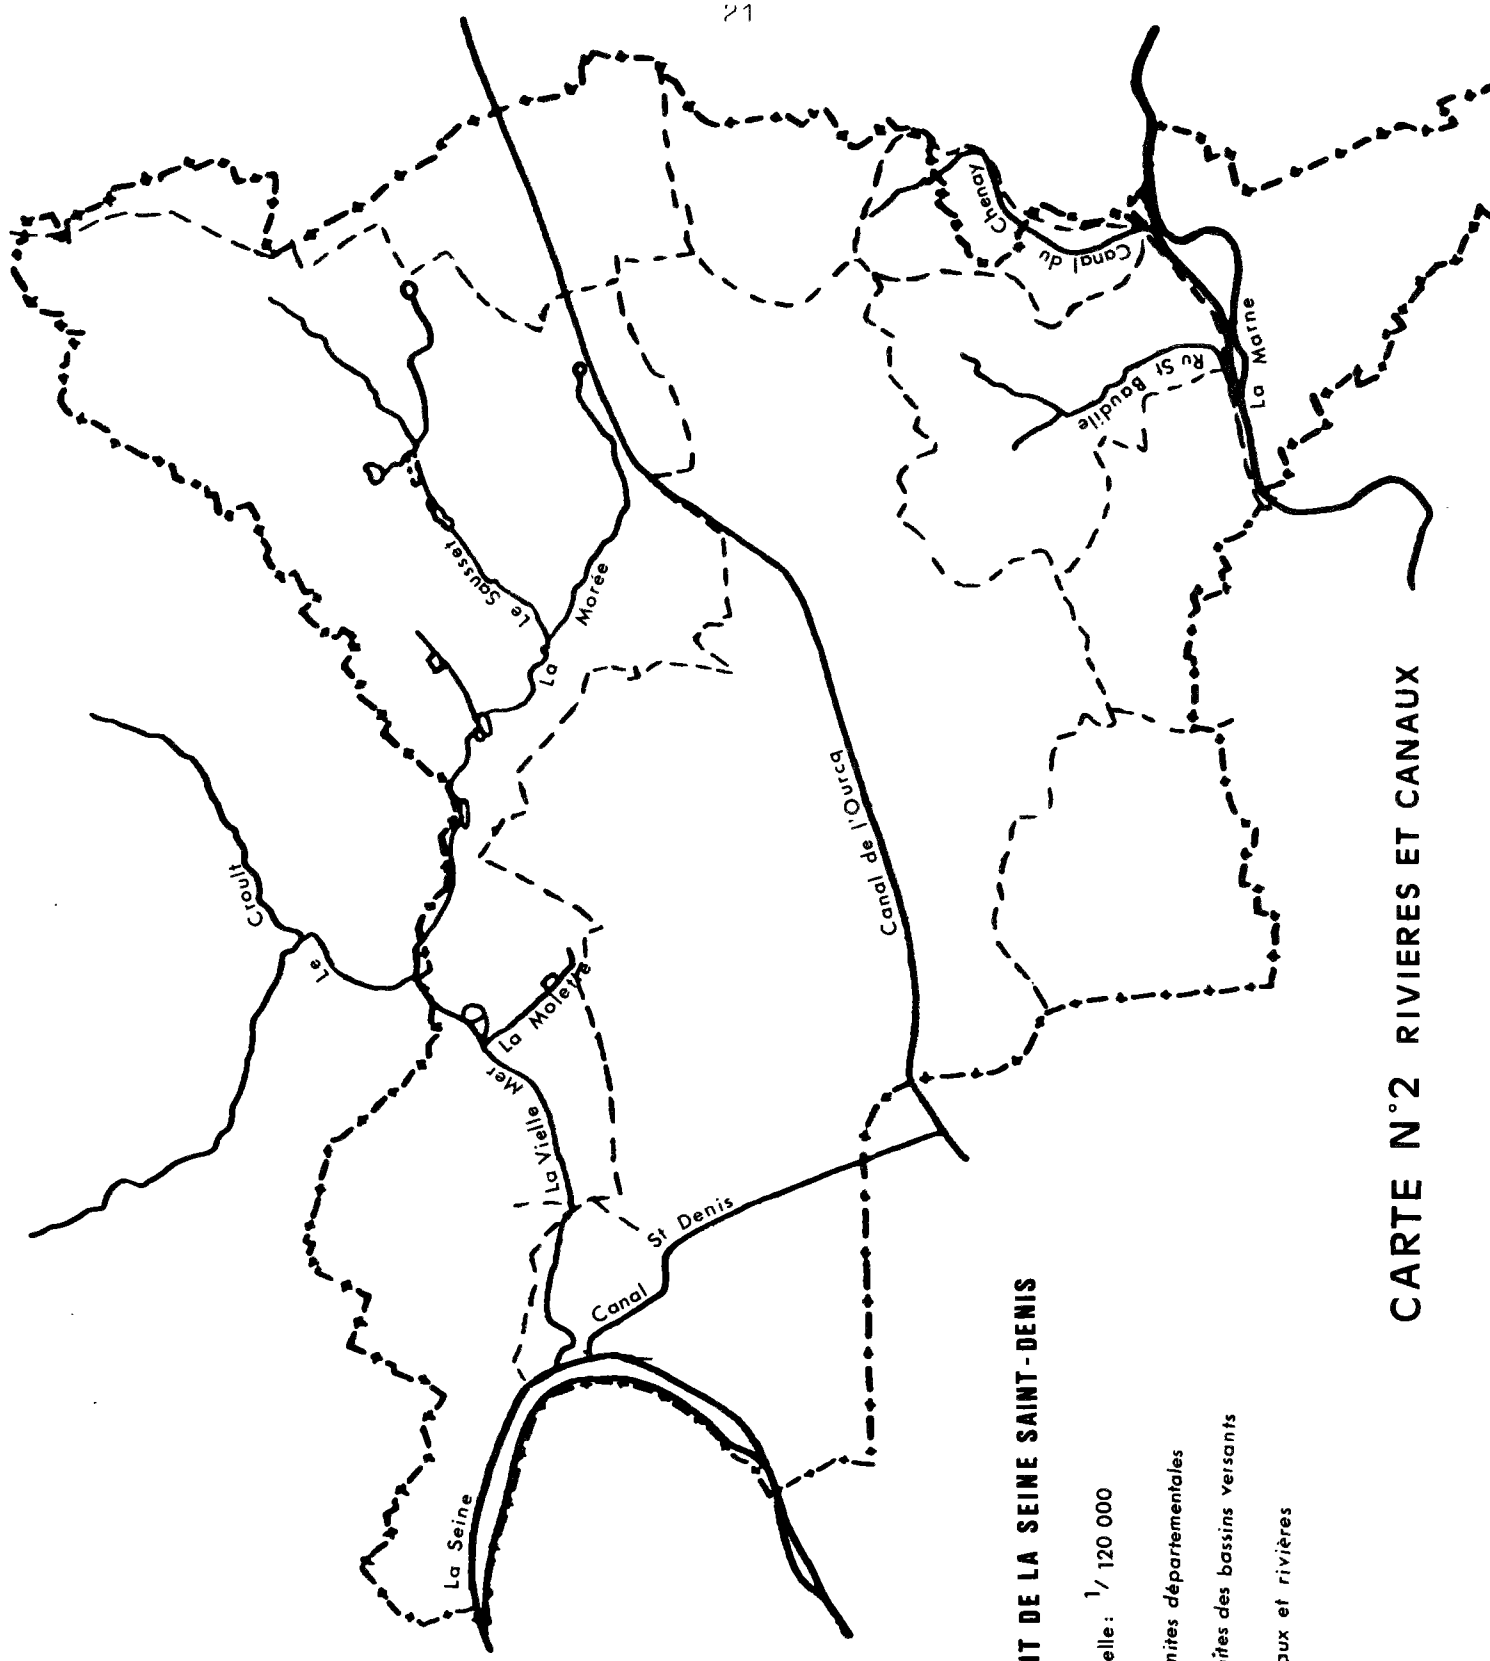 21
Le Croult
Le Sausset
La Morée
La Molette
La Vielle Mer
Canal St Denis
La Seine
Canal de l'Ourcq
Canal du Chenay
Ru St Baudile
La Marne
CARTE N°2 RIVIERES ET CANAUX
IT DE LA SEINE SAINT-DENIS
elle: 1/120 000
nites départementales
ites des bassins versants
aux et rivières